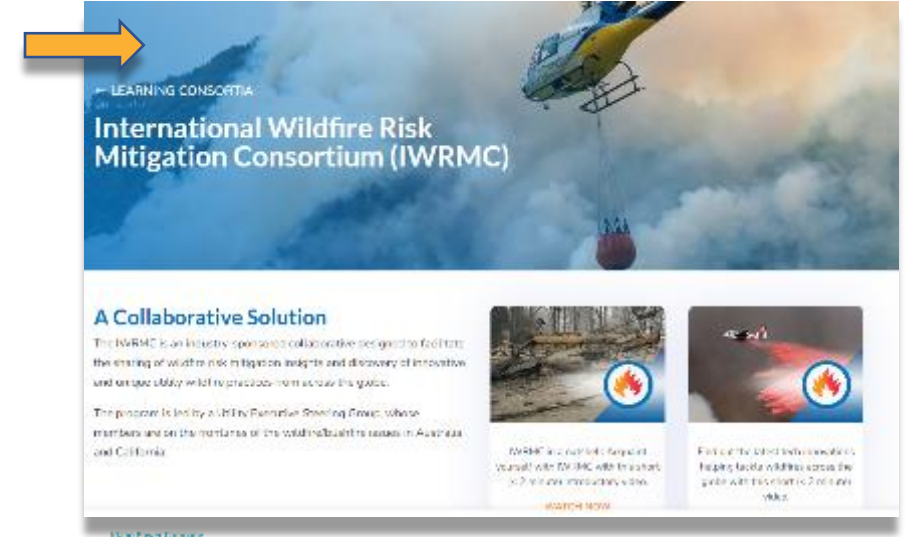 ← LEARNING CONSORTIA
International Wildfire Risk
Mitigation Consortium (IWRMC)
A Collaborative Solution
The IWRMC is an industry-sponsored collaborative designed to facilitate
the sharing of wildfire risk mitigation insights and discovery of innovative
and unique utility wildfire practices from across the globe.
The program is led by a Utility Executive Steering Group, whose
members are on the frontlines of the wildfire/bushfire issues in Australia
and California.
IWRMC in a nutshell: Acquaint
yourself with IWRMC with this short
2 minute introductory video.
WATCH NOW
Find out the latest tech innovations
helping tackle wildfires across the
globe with this short 2 minute
video.